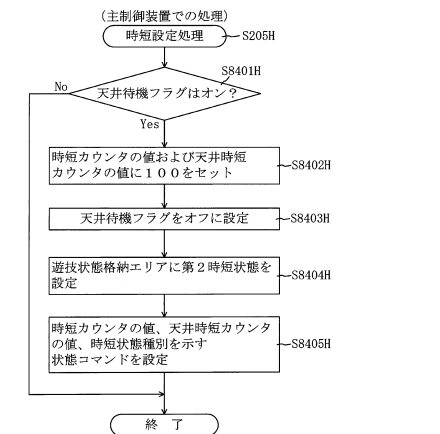 (主制御装置での処理)
時短設定処理
S205H
S8401H
No
天井待機フラグはオン？
Yes
時短カウンタの値および天井時短
カウンタの値に１００をセット
S8402H
天井待機フラグをオフに設定
S8403H
遊技状態格納エリアに第２時短状態を
設定
S8404H
時短カウンタの値、天井時短カウンタ
の値、時短状態種別を示す
状態コマンドを設定
S8405H
終　了